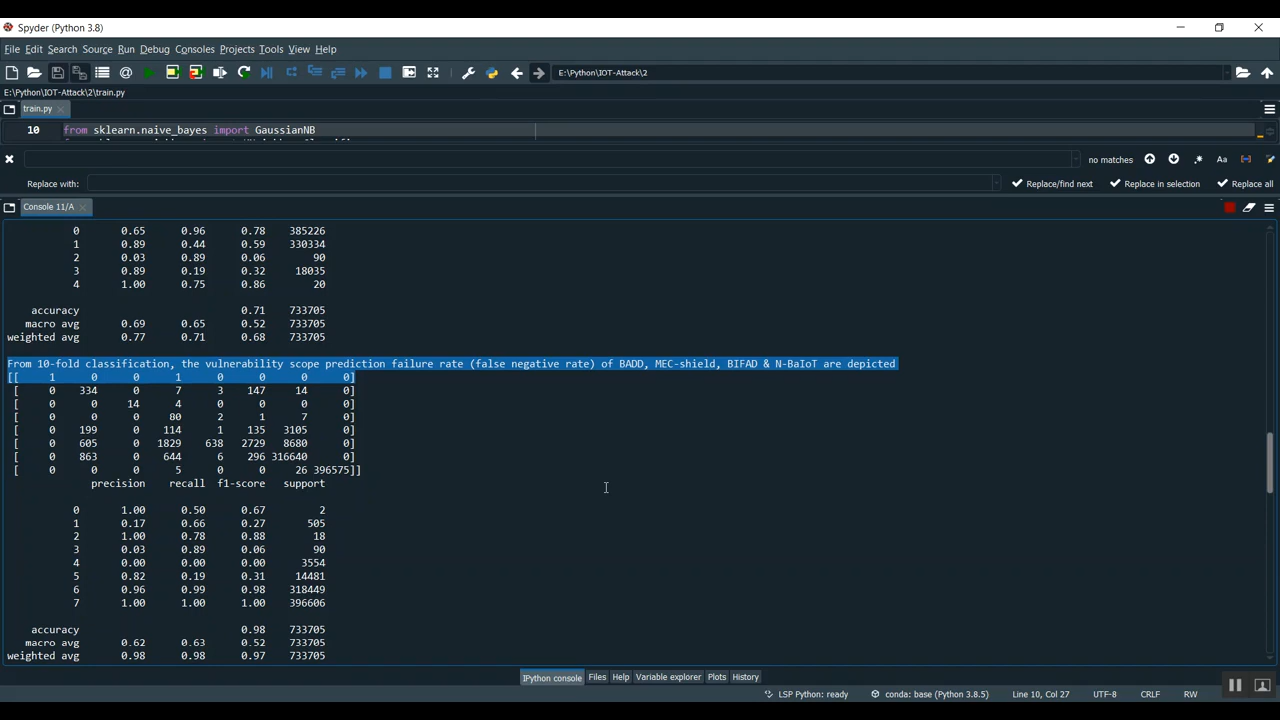 Spyder (Python 3.8)
File Edit Search Source Run Debug Consoles Projects Tools View Help
E:\Python\IOT-Attack\2
E:\Python\IOT-Attack\2\train.py
train.py
10 from sklearn.naive_bayes import GaussianNB
no matches
Aa
Replace with:
Replace/find next Replace in selection Replace all
Console 11/A
0 0.65 0.96 0.78 385226
1 0.89 0.44 0.59 330334
2 0.03 0.89 0.06 90
3 0.89 0.19 0.32 18035
4 1.00 0.75 0.86 20
accuracy 0.71 733705
macro avg 0.69 0.65 0.52 733705
weighted avg 0.77 0.71 0.68 733705
From 10-fold classification, the vulnerability scope prediction failure rate (false negative rate) of BADD, MEC-shield, BIFAD & N-BaIoT are depicted
[[ 1 0 0 1 0 0 0 0]
[ 0 334 0 7 3 147 14 0]
[ 0 0 14 4 0 0 0 0]
[ 0 0 0 80 2 1 7 0]
[ 0 199 0 114 1 135 3105 0]
[ 0 605 0 1829 638 2729 8680 0]
[ 0 863 0 644 6 296 316640 0]
[ 0 0 0 5 0 0 26 396575]]
precision recall f1-score support
0 1.00 0.50 0.67 2
1 0.17 0.66 0.27 505
2 1.00 0.78 0.88 18
3 0.03 0.89 0.06 90
4 0.00 0.00 0.00 3554
5 0.82 0.19 0.31 14481
6 0.96 0.99 0.98 318449
7 1.00 1.00 1.00 396606
accuracy 0.98 733705
macro avg 0.62 0.63 0.52 733705
weighted avg 0.98 0.98 0.97 733705
IPython console Files Help Variable explorer Plots History
LSP Python: ready conda: base (Python 3.8.5) Line 10, Col 27 UTF-8 CRLF RW